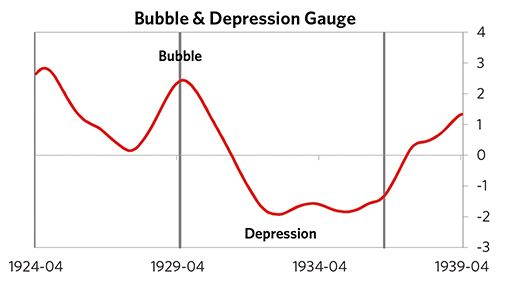 Bubble & Depression Gauge
4
Bubble
3
2
1
0
-1
-2
Depression
-3
1924-04 1929-04 1934-04 1939-04